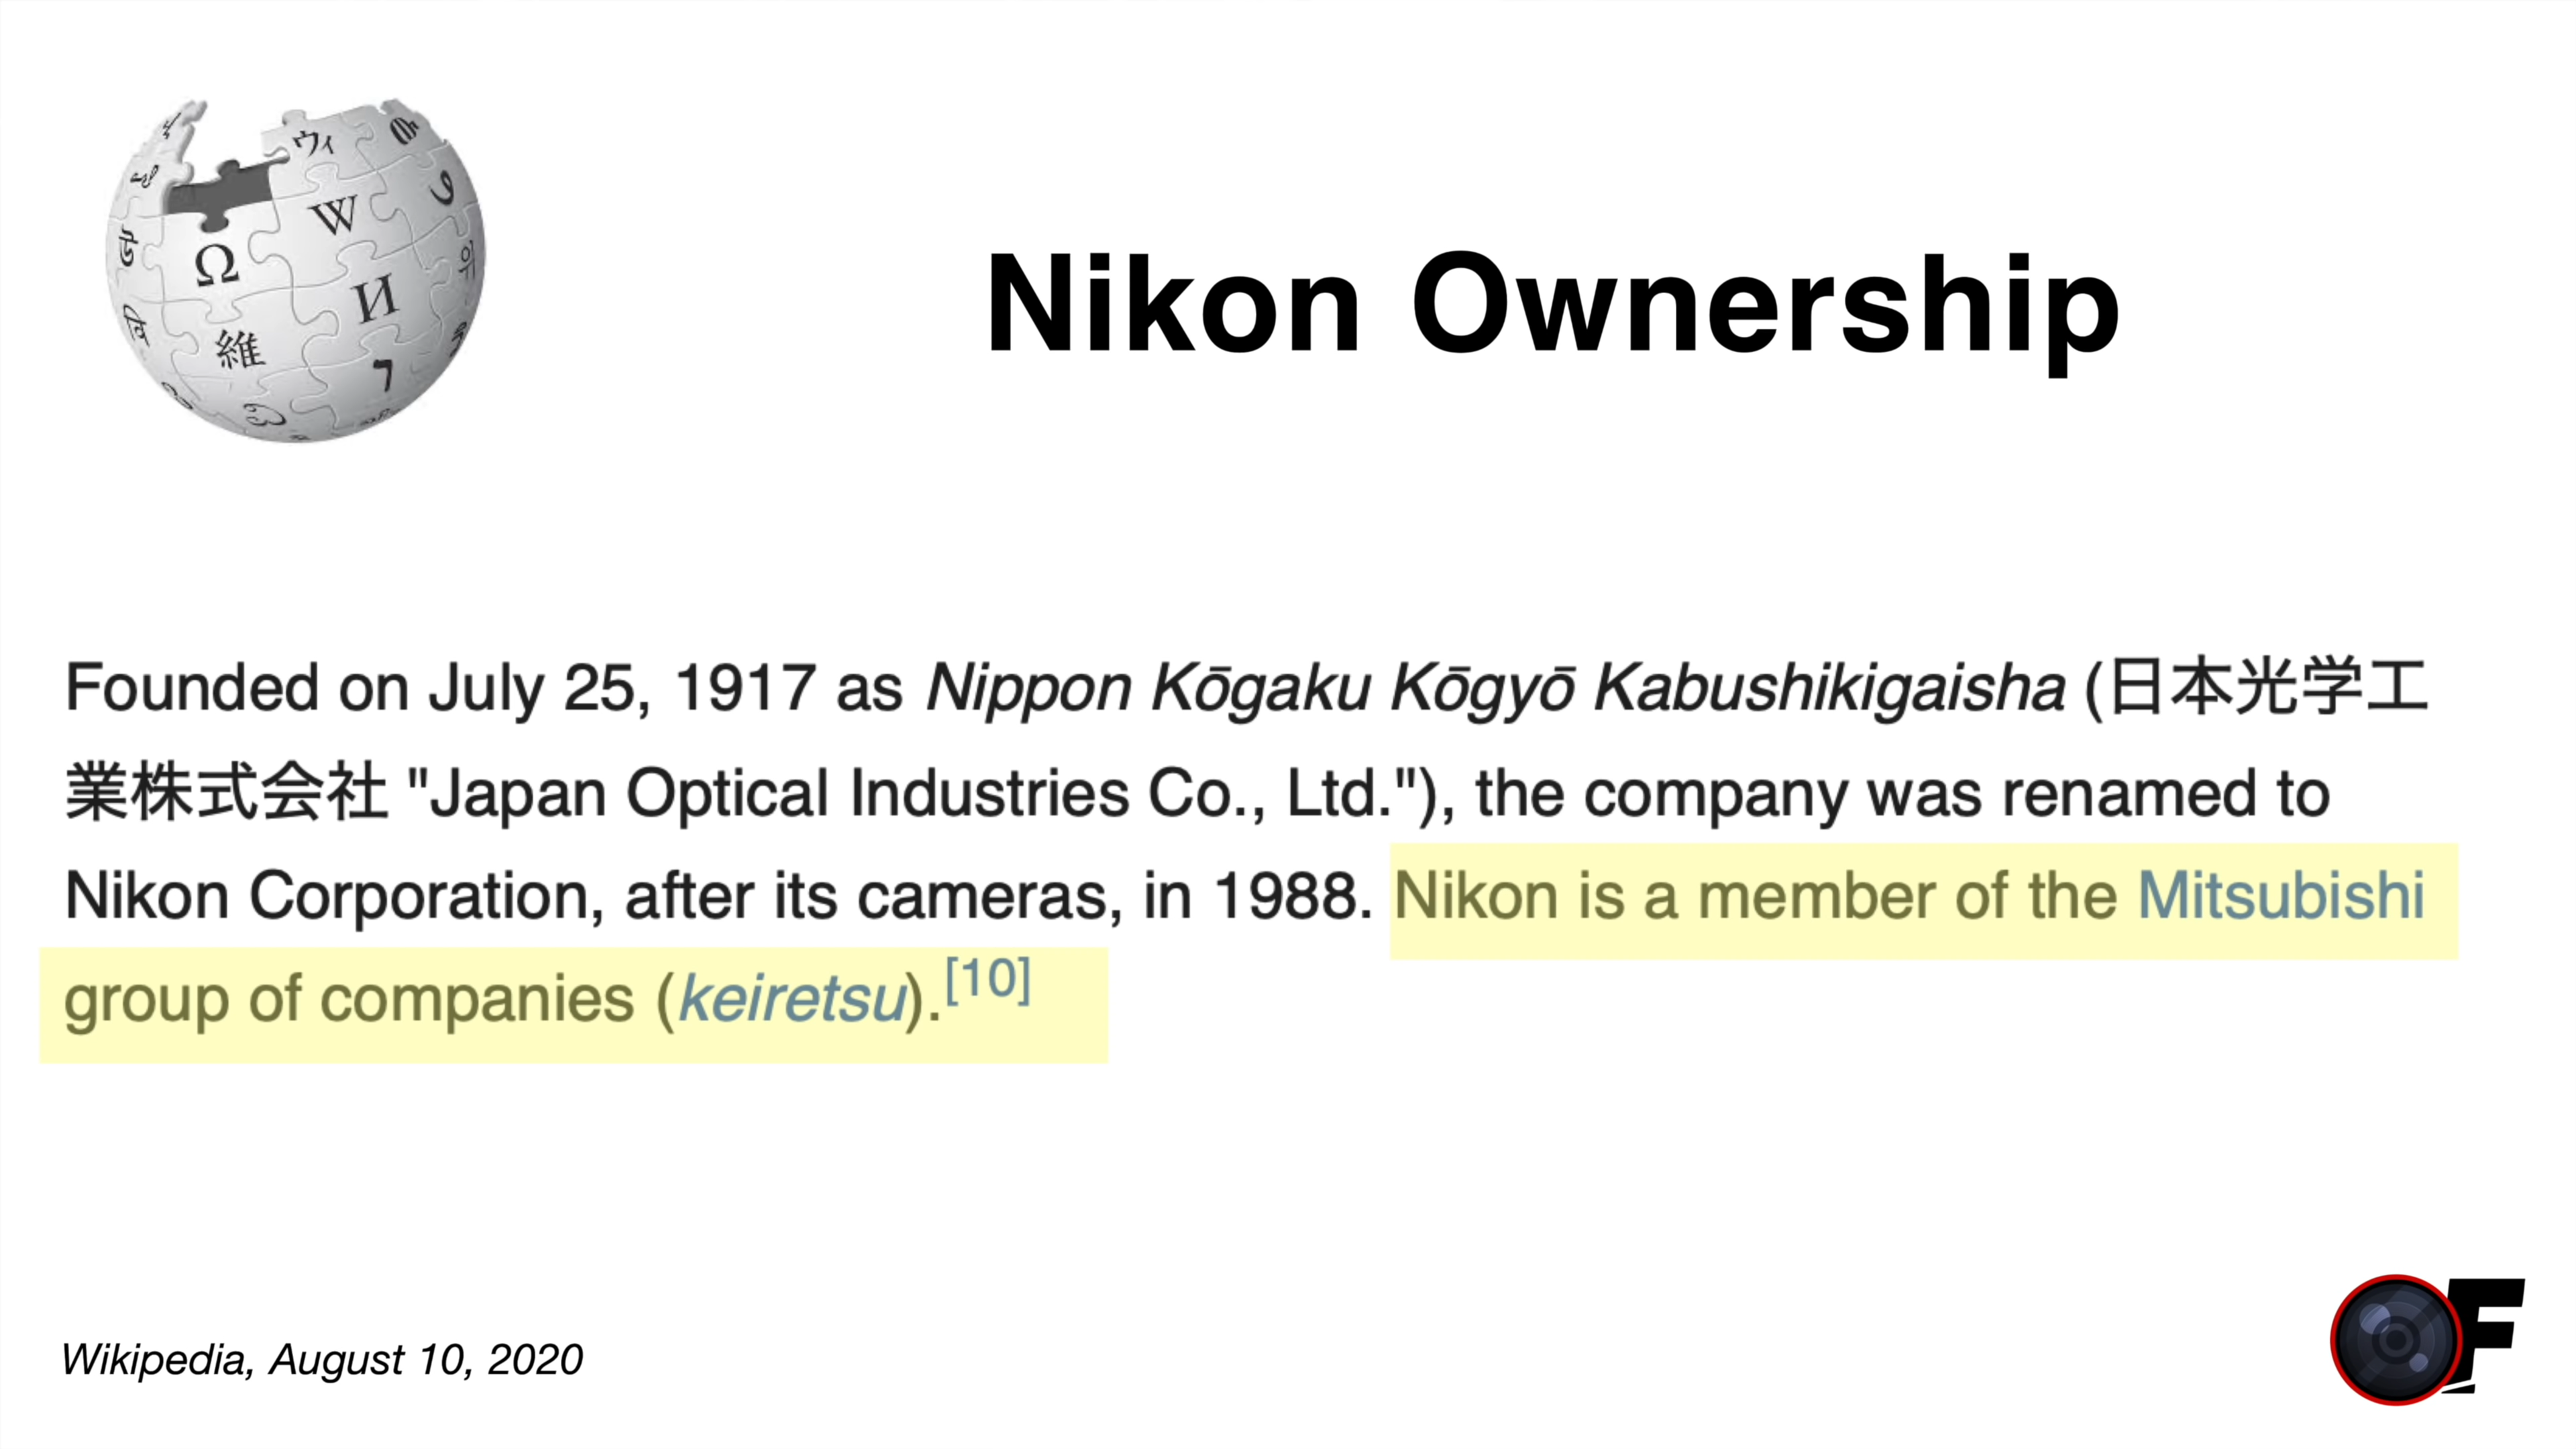 Nikon Ownership
Founded on July 25, 1917 as Nippon Kōgaku Kōgyō Kabushikigaisha (日本光学工
業株式会社 "Japan Optical Industries Co., Ltd."), the company was renamed to
Nikon Corporation, after its cameras, in 1988. Nikon is a member of the Mitsubishi
group of companies (keiretsu).[10]
Wikipedia, August 10, 2020
F